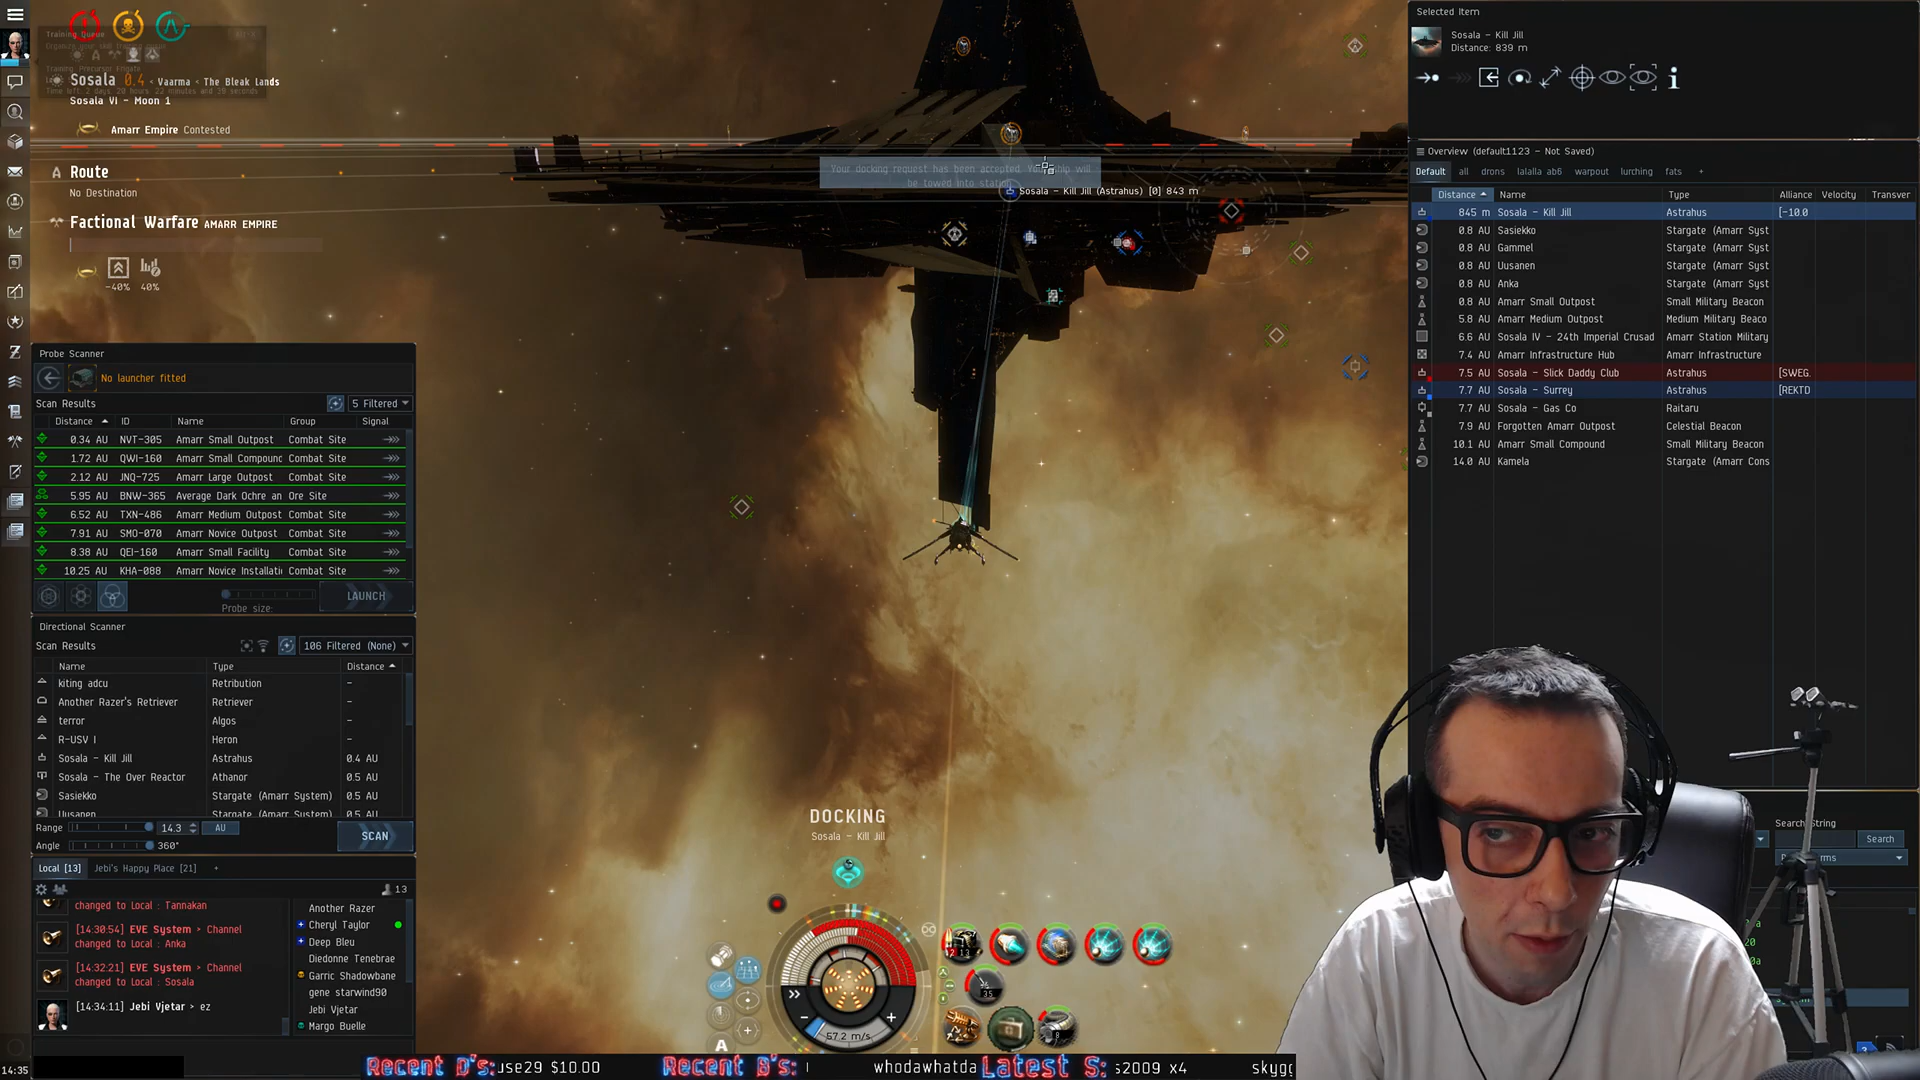 Training Queue
Sosala 0.4 < Vaarma < The Bleak Lands
Sosala VI - Moon 1
Amarr Empire Contested
Route
No Destination
Factional Warfare AMARR EMPIRE
-40% 40%
Probe Scanner
No launcher fitted
Scan Results 5 Filtered
Distance ID Name Group Signal
0.34 AU NVT-305 Amarr Small Outpost Combat Site
1.72 AU QWI-160 Amarr Small Compound Combat Site
2.12 AU JNQ-725 Amarr Large Outpost Combat Site
5.95 AU BNW-365 Average Dark Ochre an Ore Site
6.52 AU TXN-486 Amarr Medium Outpost Combat Site
7.91 AU SMO-070 Amarr Novice Outpost Combat Site
8.38 AU QEI-160 Amarr Small Facility Combat Site
10.25 AU KHA-088 Amarr Novice Installati Combat Site
Probe size:
LAUNCH
Directional Scanner
Scan Results 106 Filtered (None)
Name Type Distance
kiting adcu Retribution -
Another Razer's Retriever Retriever -
terror Algos -
R-USV I Heron -
Sosala - Kill Jill Astrahus 0.4 AU
Sosala - The Over Reactor Athanor 0.5 AU
Sasiekko Stargate (Amarr System) 0.5 AU
Uusanen Stargate (Amarr System) 0.5 AU
Range 14.3 AU
SCAN
Angle 360°
Local [13] Jebi's Happy Place [21] +
13
changed to Local : Tannakan
[14:30:54] EVE System > Channel
changed to Local : Anka
[14:32:21] EVE System > Channel
changed to Local : Sosala
[14:34:11] Jebi Vjetar > ez
Another Razer
Cheryl Taylor
Deep Bleu
Diedonne Tenebrae
Garric Shadowbane
gene starwind90
Jebi Vjetar
Margo Buelle
14:35
Your docking request has been accepted. Your ship will
be towed into station.
Sosala - Kill Jill (Astrahus) [0] 843 m
DOCKING
Sosala - Kill Jill
57.2 m/s
A
35
8
Recent D's: use29 $10.00 Recent B's: whodawhatda Latest S: s2009 x4 skygg
Selected Item
Sosala - Kill Jill
Distance: 839 m
Overview (default1123 - Not Saved)
Default all drones lalalla ab6 warpout lurching fats +
Distance Name Type Alliance Velocity Transver
845 m Sosala - Kill Jill Astrahus [-10.0
0.8 AU Sasiekko Stargate (Amarr Syst
0.8 AU Gammel Stargate (Amarr Syst
0.8 AU Uusanen Stargate (Amarr Syst
0.8 AU Anka Stargate (Amarr Syst
0.8 AU Amarr Small Outpost Small Military Beacon
5.8 AU Amarr Medium Outpost Medium Military Beaco
6.6 AU Sosala IV - 24th Imperial Crusad Amarr Station Military
7.4 AU Amarr Infrastructure Hub Amarr Infrastructure
7.5 AU Sosala - Slick Daddy Club Astrahus [SWEG.
7.7 AU Sosala - Surrey Astrahus [REKTD
7.7 AU Sosala - Gas Co Raitaru
7.9 AU Forgotten Amarr Outpost Celestial Beacon
10.1 AU Amarr Small Compound Small Military Beacon
14.0 AU Kamela Stargate (Amarr Cons
Search String
Search